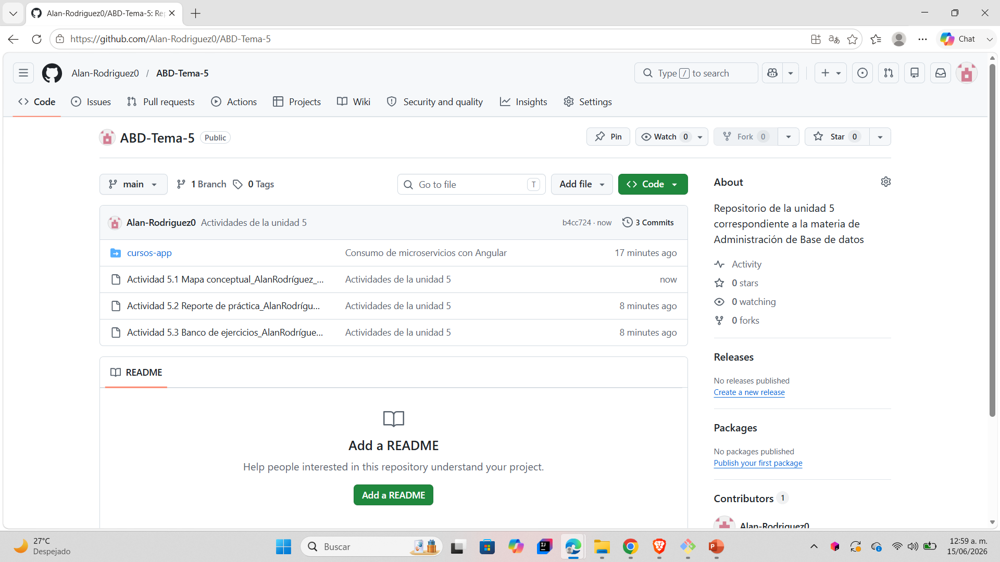 Alan-Rodriguez0/ABD-Tema-5: Rep
https://github.com/Alan-Rodriguez0/ABD-Tema-5
Chat
Alan-Rodriguez0 / ABD-Tema-5
Type / to search
Code
Issues
Pull requests
Actions
Projects
Wiki
Security and quality
Insights
Settings
ABD-Tema-5 Public
Pin
Watch 0
Fork 0
Star 0
main
1 Branch
0 Tags
Go to file T
Add file
Code
Alan-Rodriguez0 Actividades de la unidad 5 b4cc724 · now 3 Commits
cursos-app Consumo de microservicios con Angular 17 minutes ago
Actividad 5.1 Mapa conceptual_AlanRodríguez_... Actividades de la unidad 5 now
Actividad 5.2 Reporte de práctica_AlanRodrígu... Actividades de la unidad 5 8 minutes ago
Actividad 5.3 Banco de ejercicios_AlanRodrígue... Actividades de la unidad 5 8 minutes ago
README
Add a README
Help people interested in this repository understand your project.
Add a README
About
Repositorio de la unidad 5
correspondiente a la materia de
Administración de Base de datos
Activity
0 stars
0 watching
0 forks
Releases
No releases published
Create a new release
Packages
No packages published
Publish your first package
Contributors 1
Alan-Rodriguez0
27°C
Despejado
Buscar
12:59 a. m.
15/06/2026